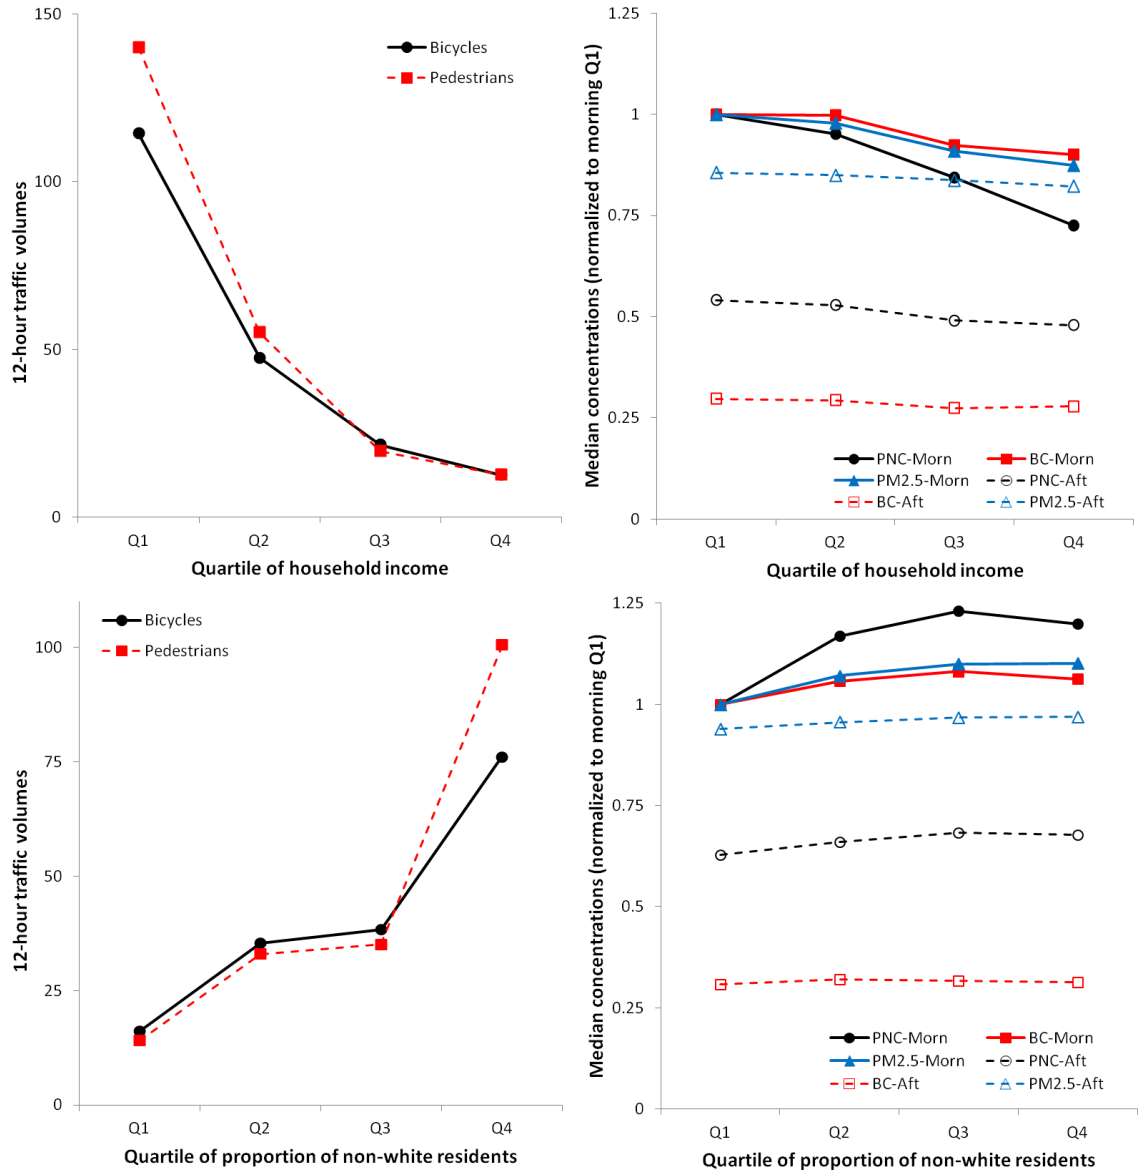 150
100
50
0
12-hour traffic volumes
Bicycles
Pedestrians
Q1 Q2 Q3 Q4
Quartile of household income
1.25
1
0.75
0.5
0.25
0
Median concentrations (normalized to morning Q1)
PNC-Morn BC-Morn
PM2.5-Morn PNC-Aft
BC-Aft PM2.5-Aft
Q1 Q2 Q3 Q4
Quartile of household income
100
75
50
25
0
12-hour traffic volumes
Bicycles
Pedestrians
Q1 Q2 Q3 Q4
Quartile of proportion of non-white residents
1.25
1
0.75
0.5
0.25
0
Median concentrations (normalized to morning Q1)
PNC-Morn BC-Morn
PM2.5-Morn PNC-Aft
BC-Aft PM2.5-Aft
Q1 Q2 Q3 Q4
Quartile of proportion of non-white residents